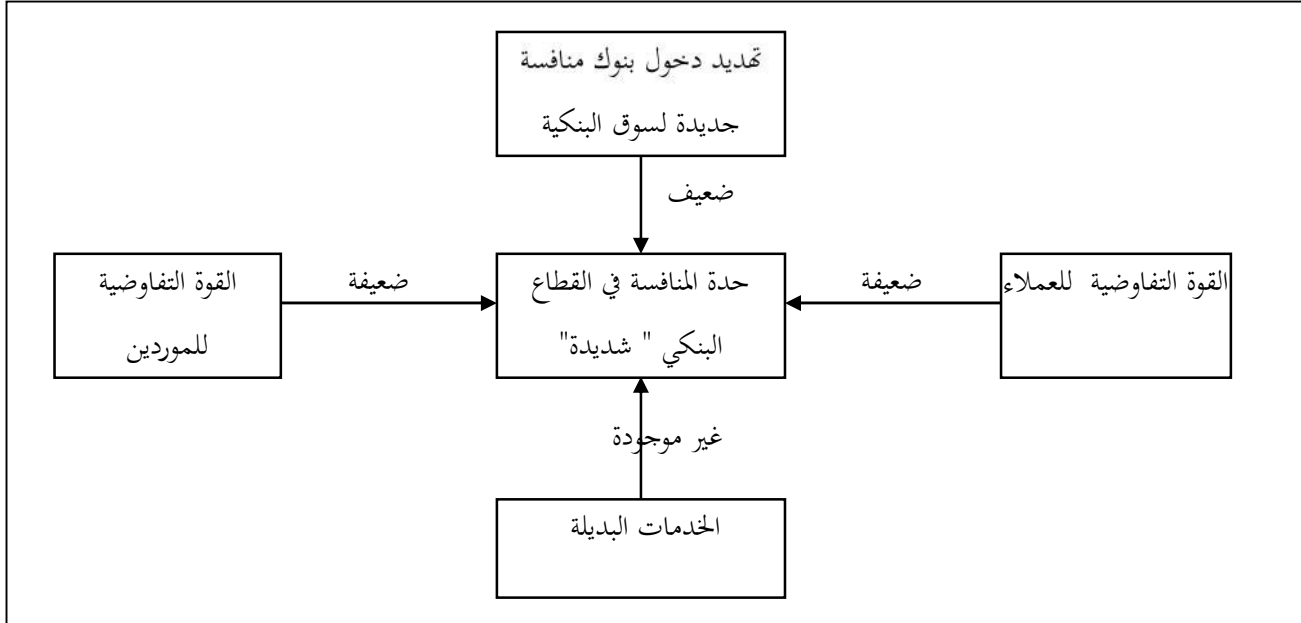 تهديد دخول بنوك منافسة
جديدة لسوق البنكية
ضعيف
القوة التفاوضية للعملاء
ضعيفة
حدة المنافسة في القطاع
البنكي " شديدة"
ضعيفة
القوة التفاوضية
للموردين
غير موجودة
الخدمات البديلة